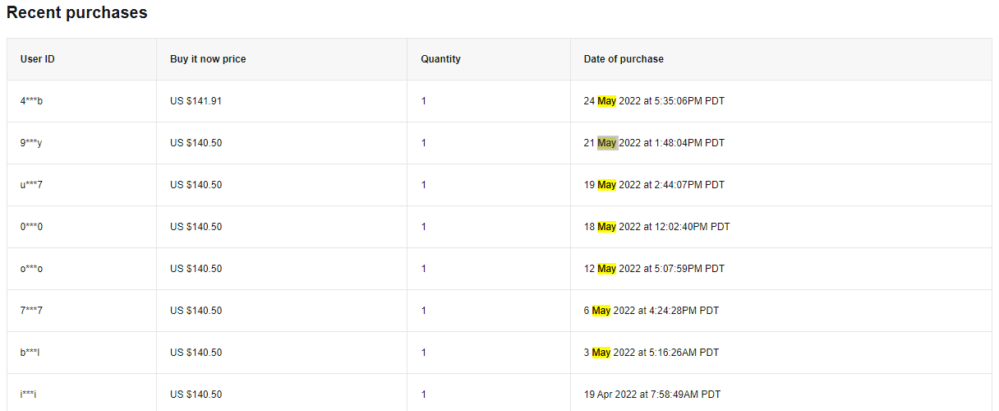 Recent purchases
User ID Buy it now price Quantity Date of purchase
4***b US $141.91 1 24 May 2022 at 5:35:06PM PDT
9***y US $140.50 1 21 May 2022 at 1:48:04PM PDT
u***7 US $140.50 1 19 May 2022 at 2:44:07PM PDT
0***0 US $140.50 1 18 May 2022 at 12:02:40PM PDT
o***o US $140.50 1 12 May 2022 at 5:07:59PM PDT
7***7 US $140.50 1 6 May 2022 at 4:24:28PM PDT
b***l US $140.50 1 3 May 2022 at 5:16:26AM PDT
i***i US $140.50 1 19 Apr 2022 at 7:58:49AM PDT